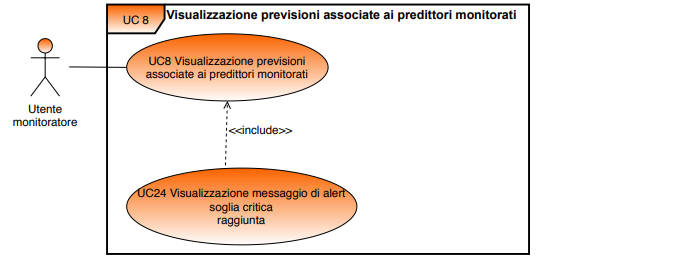 UC 8
Visualizzazione previsioni associate ai predittori monitorati
UC8 Visualizzazione previsioni
associate ai predittori monitorati
Utente
monitoratore
<<include>>
UC24 Visualizzazione messaggio di alert
soglia critica
raggiunta